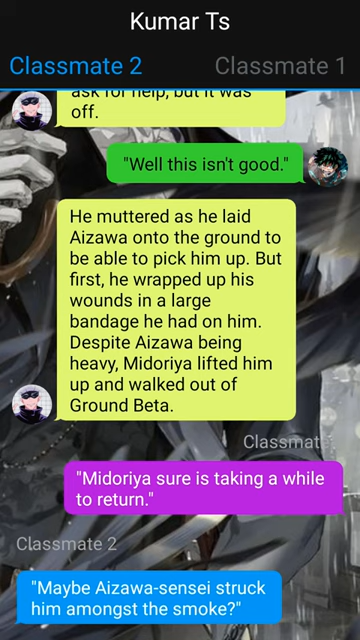 Kumar Ts
Classmate 2 Classmate 1
ask for help, but it was
off.
"Well this isn't good."
He muttered as he laid
Aizawa onto the ground to
be able to pick him up. But
first, he wrapped up his
wounds in a large
bandage he had on him.
Despite Aizawa being
heavy, Midoriya lifted him
up and walked out of
Ground Beta.
"Midoriya sure is taking a while
to return."
Classmate 2
"Maybe Aizawa-sensei struck
him amongst the smoke?"